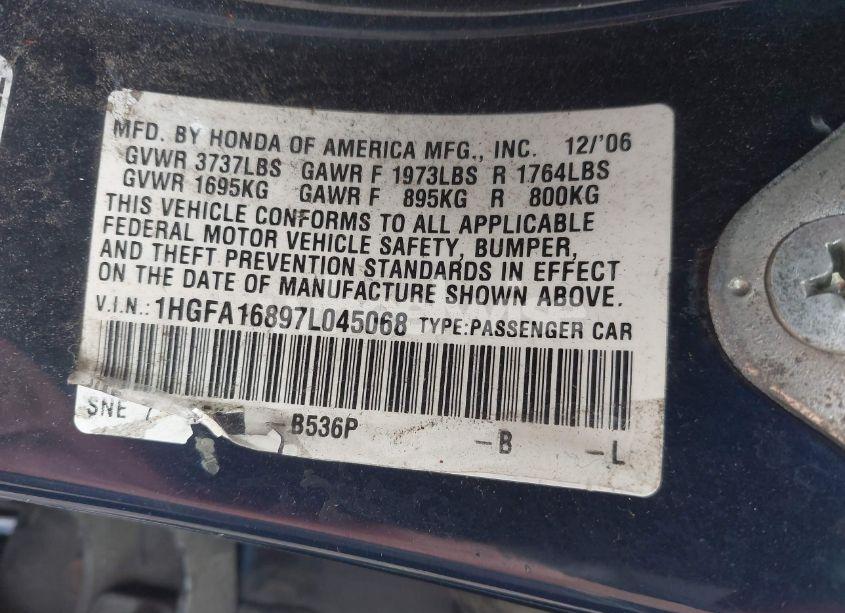 MFD. BY HONDA OF AMERICA MFG., INC. 12/'06
GVWR 3737LBS GAWR F 1973LBS R 1764LBS
GVWR 1695KG GAWR F 895KG R 800KG
THIS VEHICLE CONFORMS TO ALL APPLICABLE
FEDERAL MOTOR VEHICLE SAFETY, BUMPER,
AND THEFT PREVENTION STANDARDS IN EFFECT
ON THE DATE OF MANUFACTURE SHOWN ABOVE.
V.I.N.: 1HGFA16897L045068 TYPE:PASSENGER CAR
SNE B536P -B -L